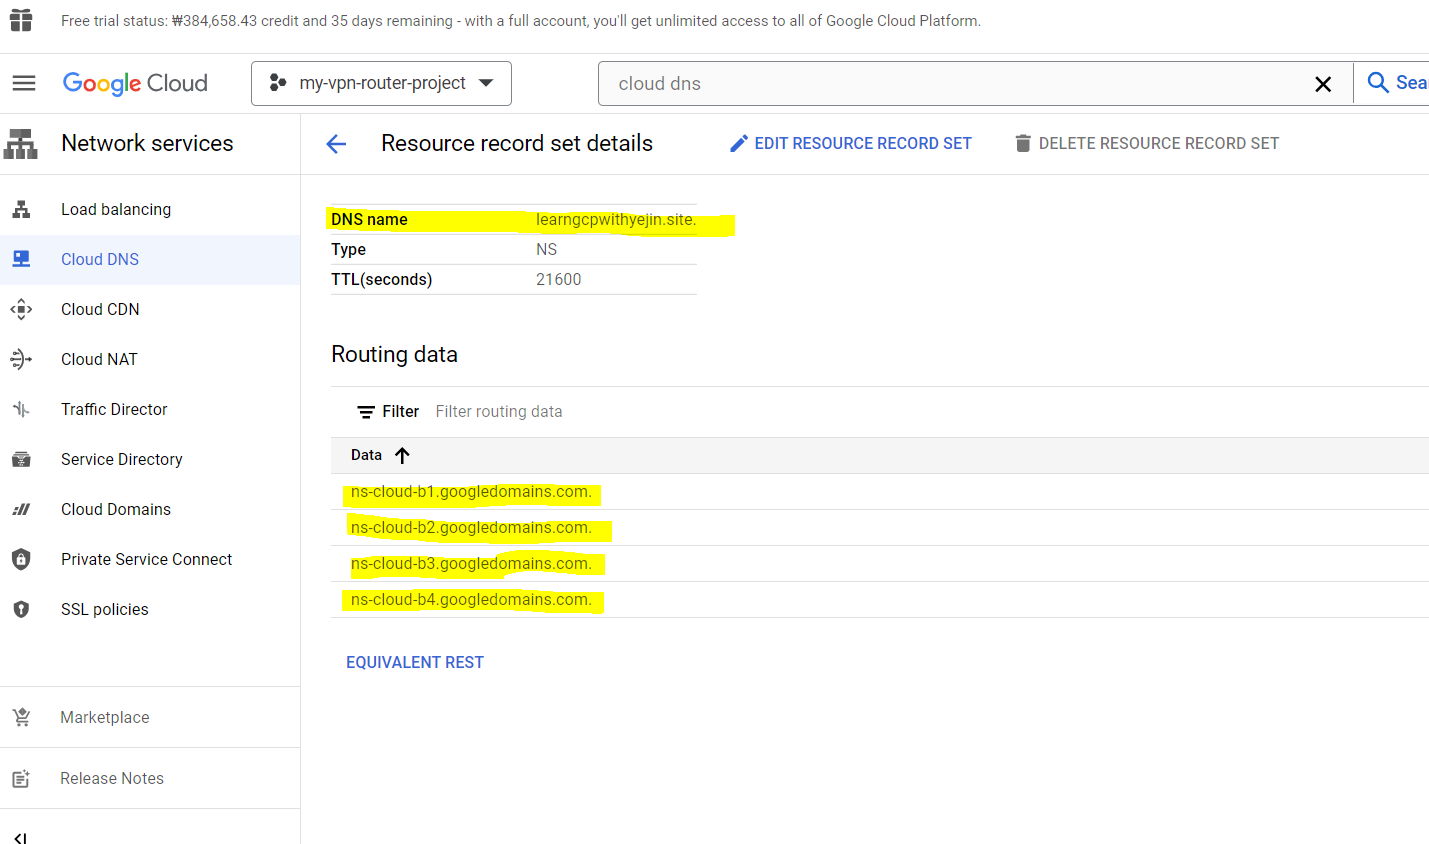 Free trial status: ₩384,658.43 credit and 35 days remaining - with a full account, you'll get unlimited access to all of Google Cloud Platform.
Google Cloud
my-vpn-router-project
cloud dns
Sea
Network services
Resource record set details
EDIT RESOURCE RECORD SET
DELETE RESOURCE RECORD SET
Load balancing
Cloud DNS
Cloud CDN
Cloud NAT
Traffic Director
Service Directory
Cloud Domains
Private Service Connect
SSL policies
Marketplace
Release Notes
DNS name learngcpwithyejin.site.
Type NS
TTL(seconds) 21600
Routing data
Filter Filter routing data
Data
ns-cloud-b1.googledomains.com.
ns-cloud-b2.googledomains.com.
ns-cloud-b3.googledomains.com.
ns-cloud-b4.googledomains.com.
EQUIVALENT REST